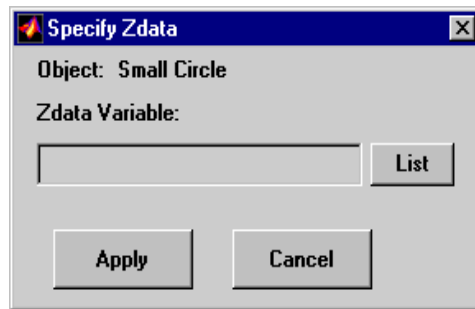 Specify Zdata
Object: Small Circle
Zdata Variable:
List
Apply Cancel